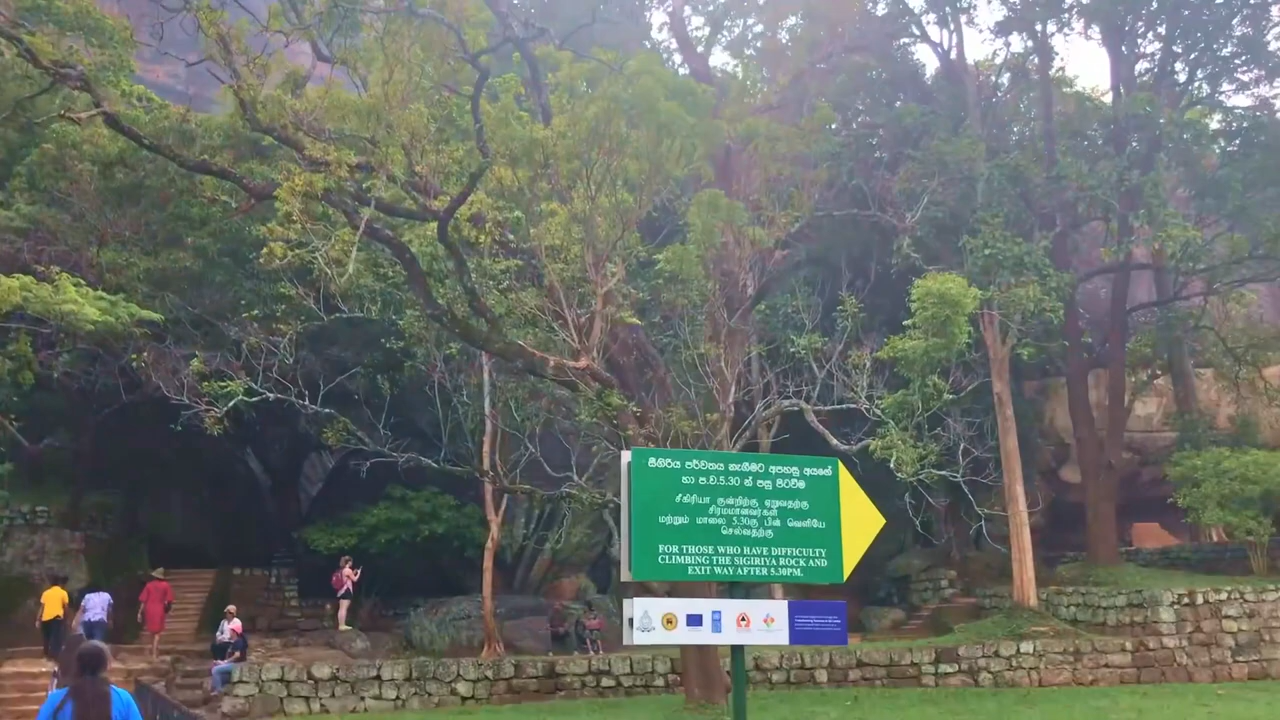 සීගිරිය පර්වතය නැගීමට අපහසු අයගේ
හා ප.ව.5.30 න් පසු පිටවීම
சீகிரியா குன்றிற்கு ஏறுவதற்கு
சிரமமானவர்கள்
மற்றும் மாலை 5.30கு பின் வெளியே
செல்வதற்கு
FOR THOSE WHO HAVE DIFFICULTY
CLIMBING THE SIGIRIYA ROCK AND
EXIT WAY AFTER 5.30PM.